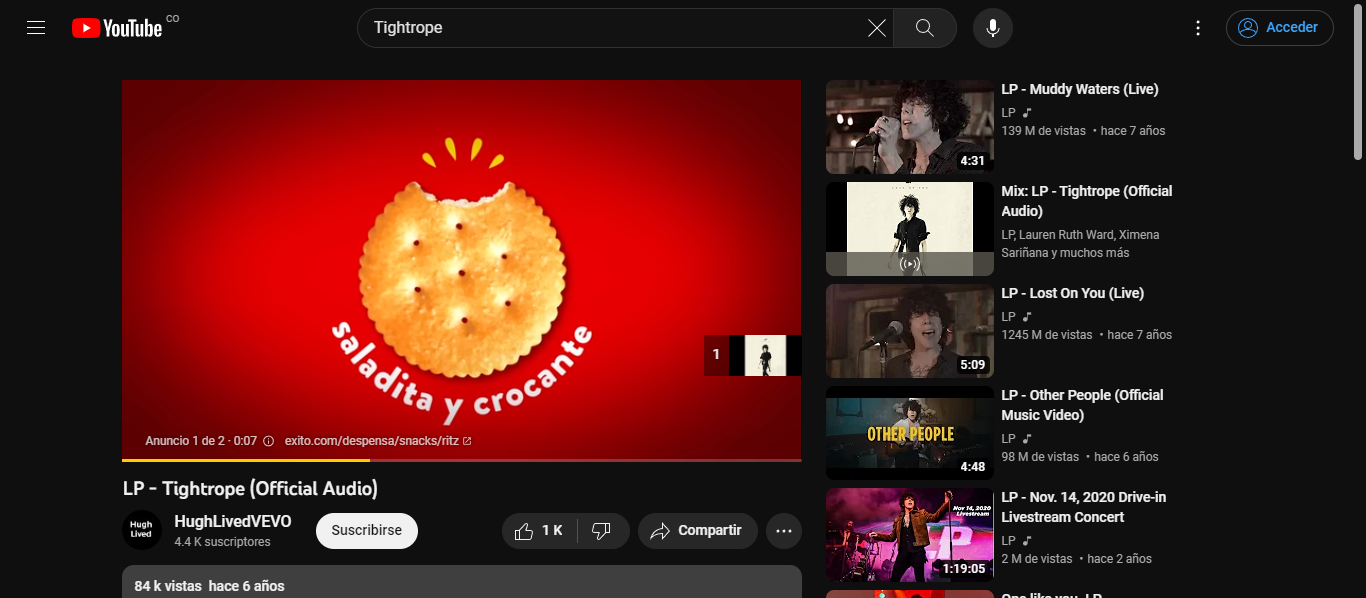 YouTube CO
Tightrope
Acceder
saladita y crocante
1
Anuncio 1 de 2 · 0:07
exito.com/despensa/snacks/ritz
LP - Tightrope (Official Audio)
Hugh
Lived
HughLivedVEVO
4.4 K suscriptores
Suscribirse
1 K
Compartir
84 k vistas hace 6 años
4:31
LP - Muddy Waters (Live)
LP
139 M de vistas • hace 7 años
Mix: LP - Tightrope (Official
Audio)
LP, Lauren Ruth Ward, Ximena
Sariñana y muchos más
5:09
LP - Lost On You (Live)
LP
1245 M de vistas • hace 7 años
OTHER PEOPLE
4:48
LP - Other People (Official
Music Video)
LP
98 M de vistas • hace 6 años
Nov 14, 2020
Livestream
LP
1:19:05
LP - Nov. 14, 2020 Drive-in
Livestream Concert
LP
2 M de vistas • hace 2 años